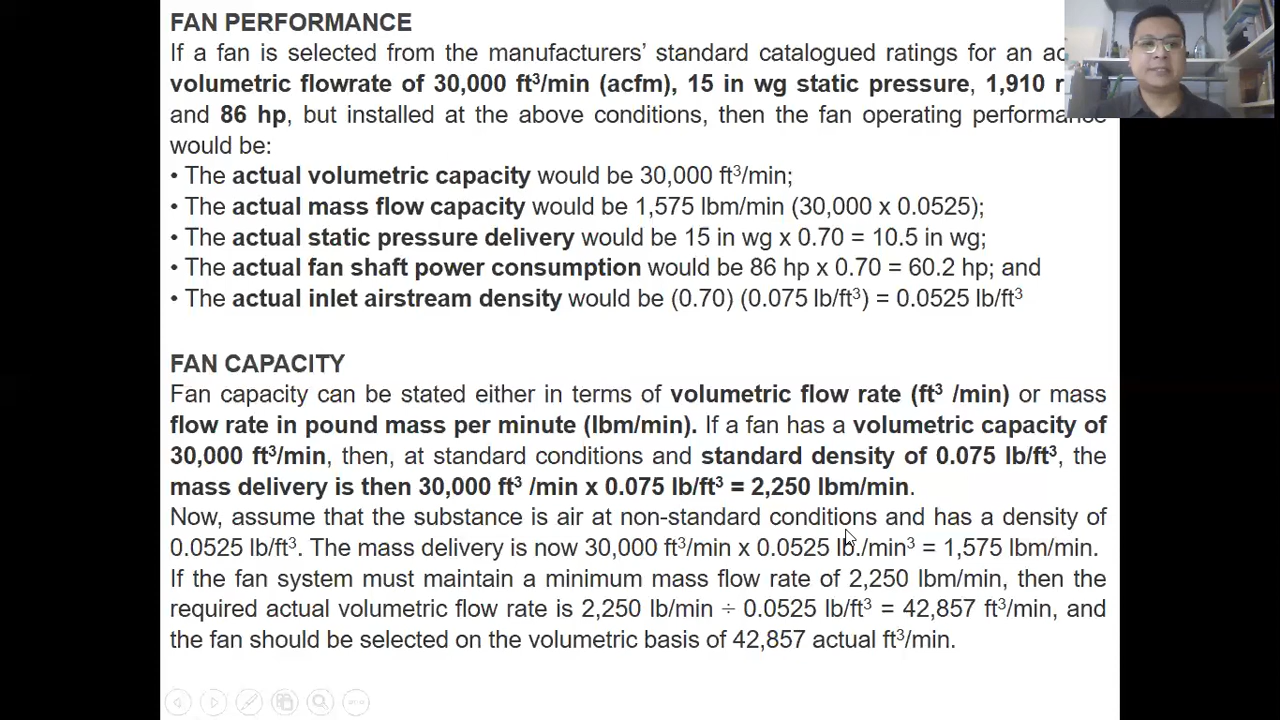 FAN PERFORMANCE
If a fan is selected from the manufacturers’ standard catalogued ratings for an
volumetric flowrate of 30,000 ft³/min (acfm), 15 in wg static pressure, 1,910
and 86 hp, but installed at the above conditions, then the fan operating performance
would be:
• The actual volumetric capacity would be 30,000 ft³/min;
• The actual mass flow capacity would be 1,575 lbm/min (30,000 x 0.0525);
• The actual static pressure delivery would be 15 in wg x 0.70 = 10.5 in wg;
• The actual fan shaft power consumption would be 86 hp x 0.70 = 60.2 hp; and
• The actual inlet airstream density would be (0.70) (0.075 lb/ft³) = 0.0525 lb/ft³
FAN CAPACITY
Fan capacity can be stated either in terms of volumetric flow rate (ft³ /min) or mass
flow rate in pound mass per minute (lbm/min). If a fan has a volumetric capacity of
30,000 ft³/min, then, at standard conditions and standard density of 0.075 lb/ft³, the
mass delivery is then 30,000 ft³ /min x 0.075 lb/ft³ = 2,250 lbm/min.
Now, assume that the substance is air at non-standard conditions and has a density of
0.0525 lb/ft³. The mass delivery is now 30,000 ft³/min x 0.0525 lb./min³ = 1,575 lbm/min.
If the fan system must maintain a minimum mass flow rate of 2,250 lbm/min, then the
required actual volumetric flow rate is 2,250 lb/min ÷ 0.0525 lb/ft³ = 42,857 ft³/min, and
the fan should be selected on the volumetric basis of 42,857 actual ft³/min.